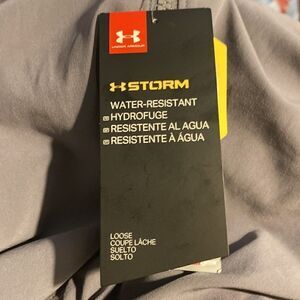 UNDER ARMOUR
STORM
WATER-RESISTANT
HYDROFUGE
RESISTENTE AL AGUA
RESISTENTE À ÁGUA
LOOSE
COUPE LÂCHE
SUELTO
SOLTO